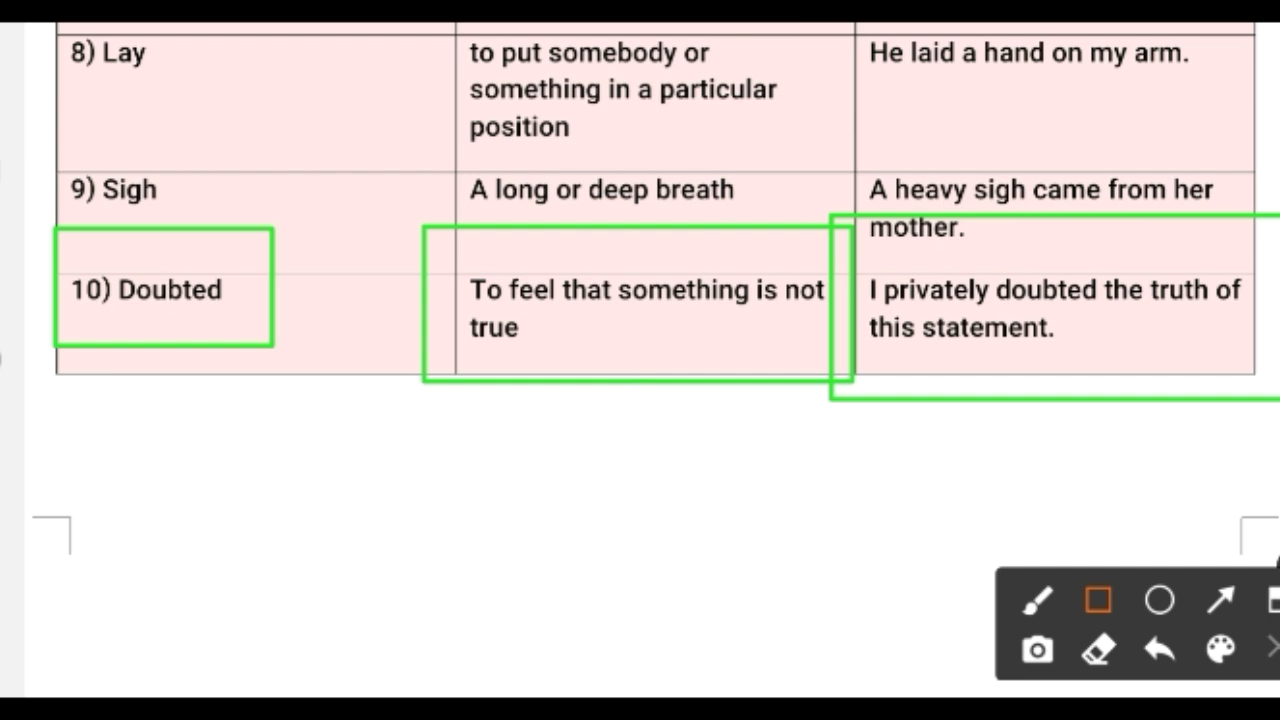 8) Lay
to put somebody or
something in a particular
position
He laid a hand on my arm.
9) Sigh
A long or deep breath
A heavy sigh came from her
mother.
10) Doubted
To feel that something is not
true
I privately doubted the truth of
this statement.